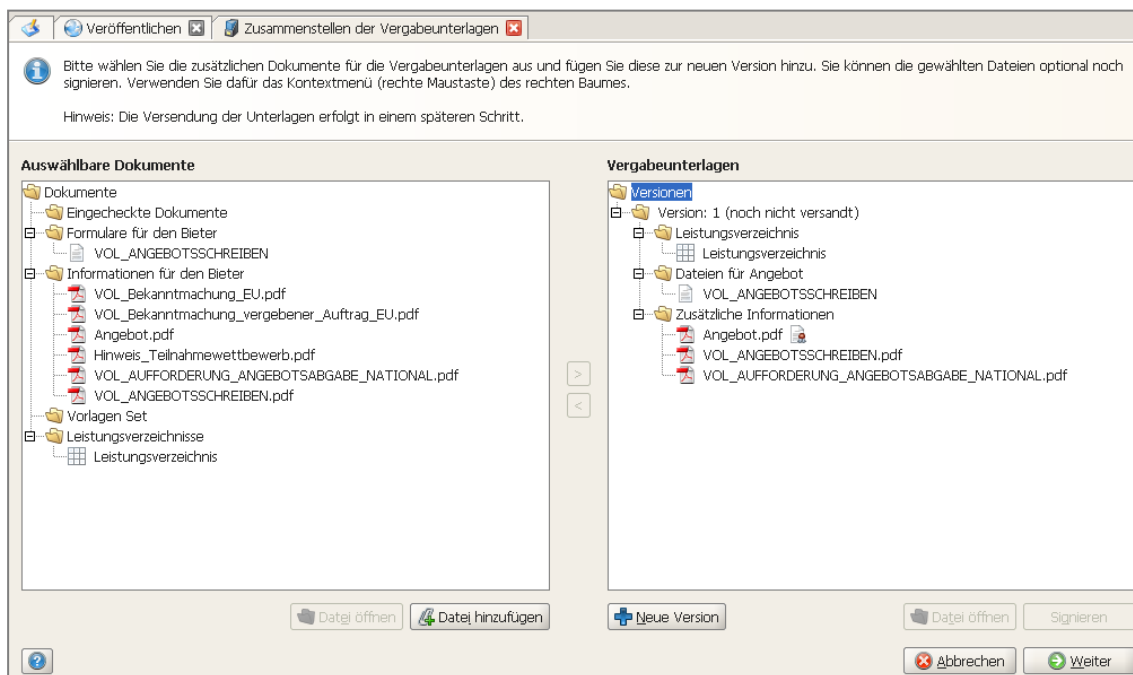 Veröffentlichen
Zusammenstellen der Vergabeunterlagen
Bitte wählen Sie die zusätzlichen Dokumente für die Vergabeunterlagen aus und fügen Sie diese zur neuen Version hinzu. Sie können die gewählten Dateien optional noch
signieren. Verwenden Sie dafür das Kontextmenü (rechte Maustaste) des rechten Baumes.
Hinweis: Die Versendung der Unterlagen erfolgt in einem späteren Schritt.
Auswählbare Dokumente
Dokumente
Eingecheckte Dokumente
Formulare für den Bieter
VOL_ANGEBOTSSCHREIBEN
Informationen für den Bieter
VOL_Bekanntmachung_EU.pdf
VOL_Bekanntmachung_vergebener_Auftrag_EU.pdf
Angebot.pdf
Hinweis_Teilnahmewettbewerb.pdf
VOL_AUFFORDERUNG_ANGEBOTSABGABE_NATIONAL.pdf
VOL_ANGEBOTSSCHREIBEN.pdf
Vorlagen Set
Leistungsverzeichnisse
Leistungsverzeichnis
>
<
Vergabeunterlagen
Versionen
Version: 1 (noch nicht versandt)
Leistungsverzeichnis
Leistungsverzeichnis
Dateien für Angebot
VOL_ANGEBOTSSCHREIBEN
Zusätzliche Informationen
Angebot.pdf
VOL_ANGEBOTSSCHREIBEN.pdf
VOL_AUFFORDERUNG_ANGEBOTSABGABE_NATIONAL.pdf
Datei öffnen
Datei hinzufügen
Neue Version
Datei öffnen
Signieren
?
Abbrechen
Weiter